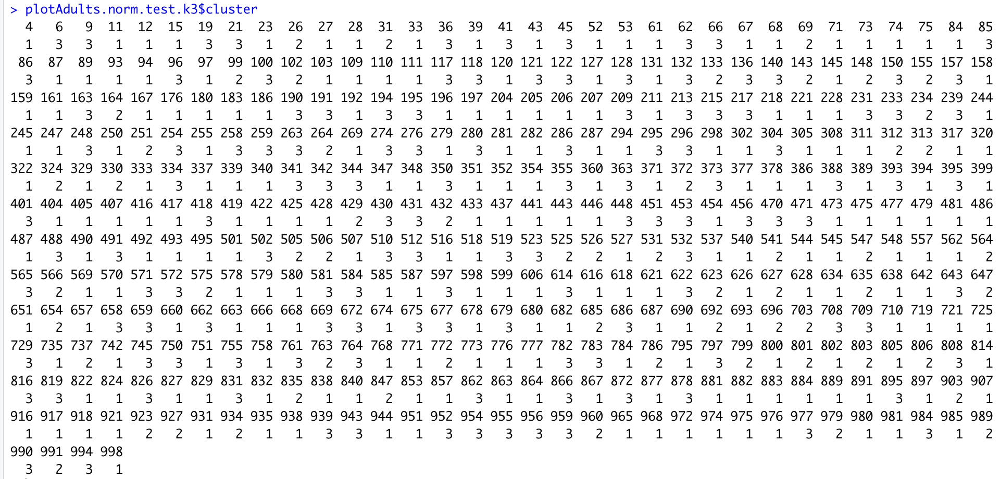 > plotAdults.norm.test.k3$cluster
4 6 9 11 12 15 19 21 23 26 27 28 31 33 36 39 41 43 45 52 53 61 62 66 67 68 69 71 73 74 75 84 85
1 3 3 1 1 1 3 3 1 2 1 1 2 1 3 1 3 1 3 1 1 1 3 3 1 1 2 1 1 1 1 1 3
86 87 89 93 94 96 97 99 100 102 103 109 110 111 117 118 120 121 122 127 128 131 132 133 136 140 143 145 148 150 155 157 158
3 1 1 1 1 3 1 2 3 2 1 1 1 1 3 3 1 3 3 1 3 1 3 2 3 3 2 1 2 3 2 3 1
159 161 163 164 167 176 180 183 186 190 191 192 194 195 196 197 204 205 206 207 209 211 213 215 217 218 221 228 231 233 234 239 244
1 1 3 2 1 1 1 1 1 3 3 1 3 3 1 1 1 1 1 1 3 1 3 3 3 1 1 1 3 3 2 3 1
245 247 248 250 251 254 255 258 259 263 264 269 274 276 279 280 281 282 286 287 294 295 296 298 302 304 305 308 311 312 313 317 320
1 1 3 1 2 3 1 3 3 3 2 1 3 3 1 3 1 1 3 1 1 3 3 1 1 3 1 1 1 2 2 1 1
322 324 329 330 333 334 337 339 340 341 342 344 347 348 350 351 352 354 355 360 363 371 372 373 377 378 386 388 389 393 394 395 399
1 2 1 2 1 3 1 1 1 3 3 3 1 1 3 1 1 1 3 1 3 1 2 3 1 1 1 3 1 3 1 3 1
401 404 405 407 416 417 418 419 422 425 428 429 430 431 432 433 437 441 443 446 448 451 453 454 456 470 471 473 475 477 479 481 486
3 1 1 1 1 1 3 1 1 1 1 2 3 3 2 1 1 1 1 1 3 3 3 1 3 3 3 1 1 1 1 1 1
487 488 490 491 492 493 495 501 502 505 506 507 510 512 516 518 519 523 525 526 527 531 532 537 540 541 544 545 547 548 557 562 564
1 3 1 3 1 1 1 1 3 2 2 1 3 3 1 1 3 3 2 2 1 2 3 1 1 2 1 1 2 1 1 1 2
565 566 569 570 571 572 575 578 579 580 581 584 585 587 597 598 599 606 614 616 618 621 622 623 626 627 628 634 635 638 642 643 647
3 2 1 1 3 3 2 1 1 1 3 3 1 1 3 1 1 1 3 1 1 1 3 2 1 2 1 1 2 1 1 3 2
651 654 657 658 659 660 662 663 666 668 669 672 674 675 677 678 679 680 682 685 686 687 690 692 693 696 703 708 709 710 719 721 725
1 2 1 3 3 1 3 1 1 1 3 3 1 3 3 1 3 1 1 2 3 1 1 2 1 2 2 3 3 1 1 1 1
729 735 737 742 745 750 751 755 758 761 763 764 768 771 772 773 776 777 782 783 784 786 795 797 799 800 801 802 803 805 806 808 814
3 1 2 1 3 3 1 3 1 3 2 3 1 1 2 1 1 1 3 3 1 2 1 3 2 1 2 1 2 1 2 3 1
816 819 822 824 826 827 829 831 832 835 838 840 847 853 857 862 863 864 866 867 872 877 878 881 882 883 884 889 891 895 897 903 907
3 3 1 1 3 1 1 3 1 2 1 1 2 1 1 3 1 1 3 1 3 1 3 1 1 1 1 1 1 3 1 2 1
916 917 918 921 923 927 931 934 935 938 939 943 944 951 952 954 955 956 959 960 965 968 972 974 975 976 977 979 980 981 984 985 989
1 1 1 1 2 2 1 2 1 1 3 3 1 1 3 3 3 3 3 2 1 1 1 1 1 1 3 2 1 1 3 1 2
990 991 994 998
3 2 3 1